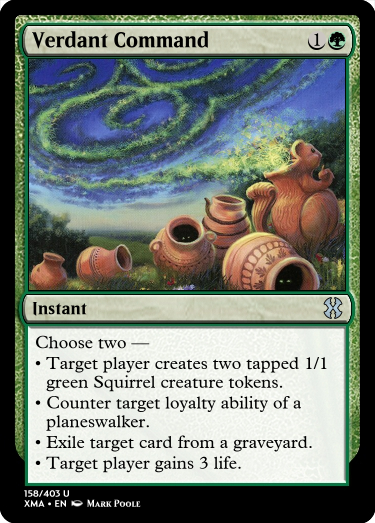 Verdant Command 1
Instant
Choose two —
• Target player creates two tapped 1/1
green Squirrel creature tokens.
• Counter target loyalty ability of a
planeswalker.
• Exile target card from a graveyard.
• Target player gains 3 life.
158/403 U
XMA • EN Mark Poole